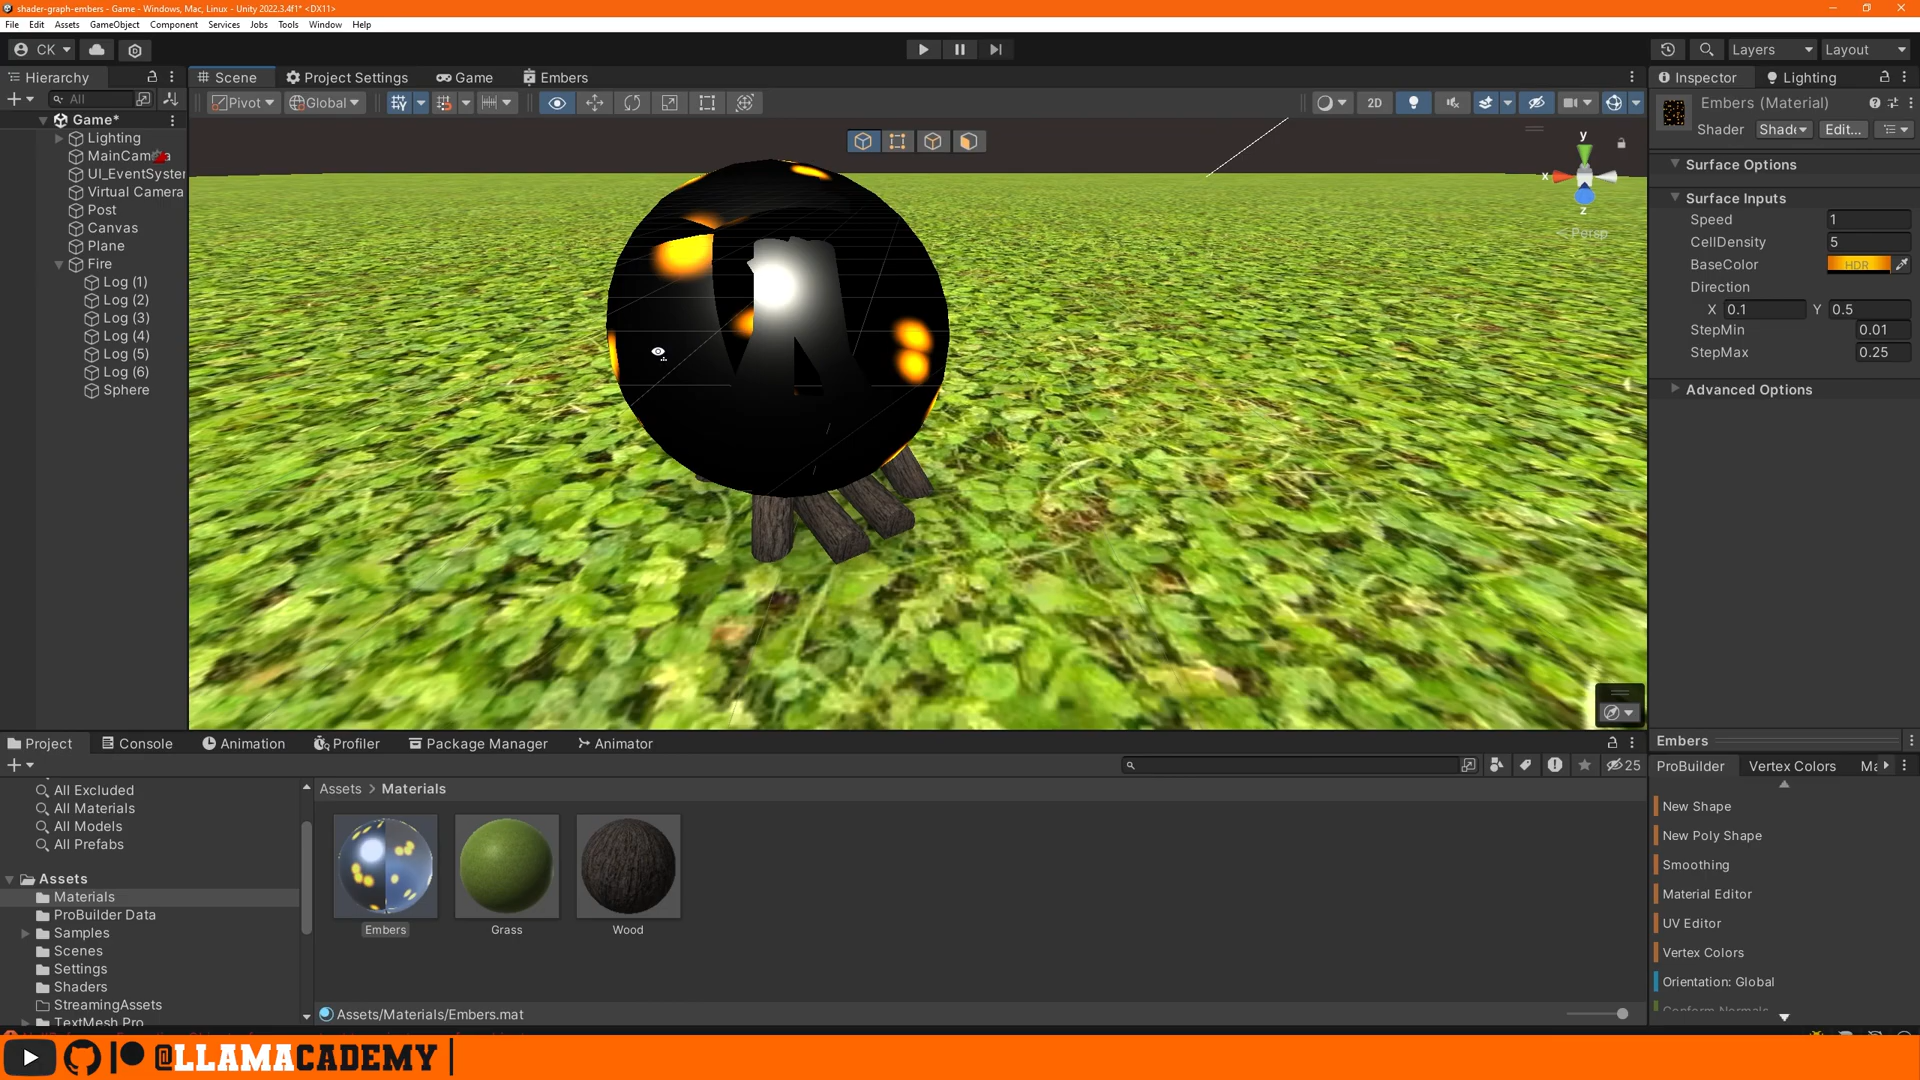 shader-graph-embers - Game - Windows, Mac, Linux - Unity 2022.3.4f1* <DX11>
File Edit Assets GameObject Component Services Jobs Tools Window Help
CK Layers Layout
Hierarchy Scene Project Settings Game Embers Inspector Lighting
All Pivot Global 2D Embers (Material)
Shader Shade Edit...
Game*
Lighting
MainCam a
UI_EventSyster
Virtual Camera
Post
Canvas
Plane
Fire
Log (1)
Log (2)
Log (3)
Log (4)
Log (5)
Log (6)
Sphere
y
x
z
< Persp
Surface Options
Surface Inputs
Speed 1
CellDensity 5
BaseColor HDR
Direction
X 0.1 Y 0.5
StepMin 0.01
StepMax 0.25
Advanced Options
Project Console Animation Profiler Package Manager Animator
25
All Excluded
All Materials
All Models
All Prefabs
Assets
Materials
ProBuilder Data
Samples
Scenes
Settings
Shaders
StreamingAssets
TextMesh Pro
Assets > Materials
Embers Grass Wood
Assets/Materials/Embers.mat
Embers
ProBuilder Vertex Colors Ma
New Shape
New Poly Shape
Smoothing
Material Editor
UV Editor
Vertex Colors
Orientation: Global
Conform Normals
@LLAMACADEMY